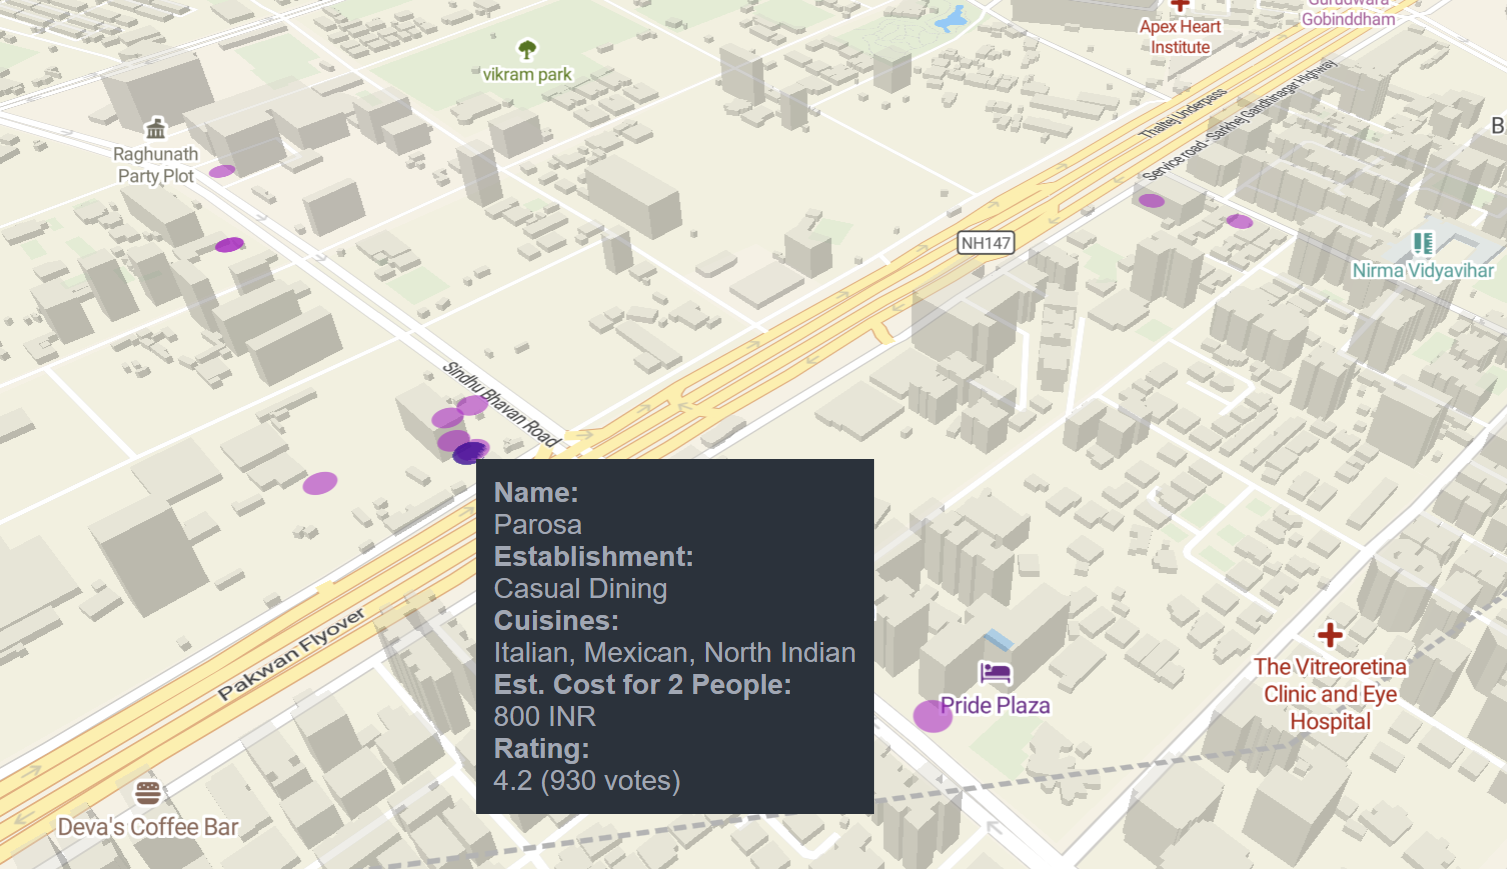 Gurudwara
Gobinddham
Apex Heart
Institute
vikram park
Thaltej Underpass
Service road - Sarkhej Gandhinagar Highway
B
Raghunath
Party Plot
NH147
Nirma Vidyavihar
Sindhu Bhavan Road
Name:
Parosa
Establishment:
Casual Dining
Cuisines:
Italian, Mexican, North Indian
Est. Cost for 2 People:
800 INR
Rating:
4.2 (930 votes)
Pakwan Flyover
Pride Plaza
The Vitreoretina
Clinic and Eye
Hospital
Deva's Coffee Bar